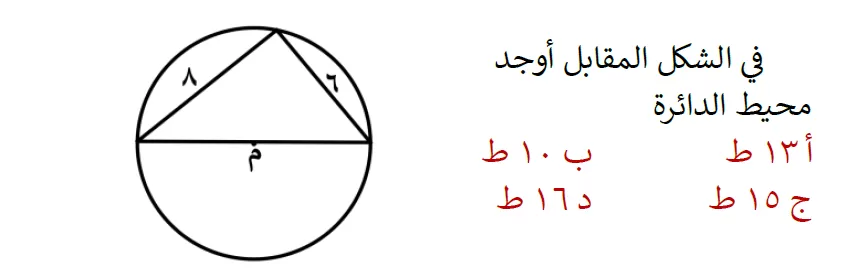 في الشكل المقابل أوجد
محيط الدائرة
أ ١٣ ط ب ١٠ ط
ج ١٥ ط د ١٦ ط
٨
٦
م